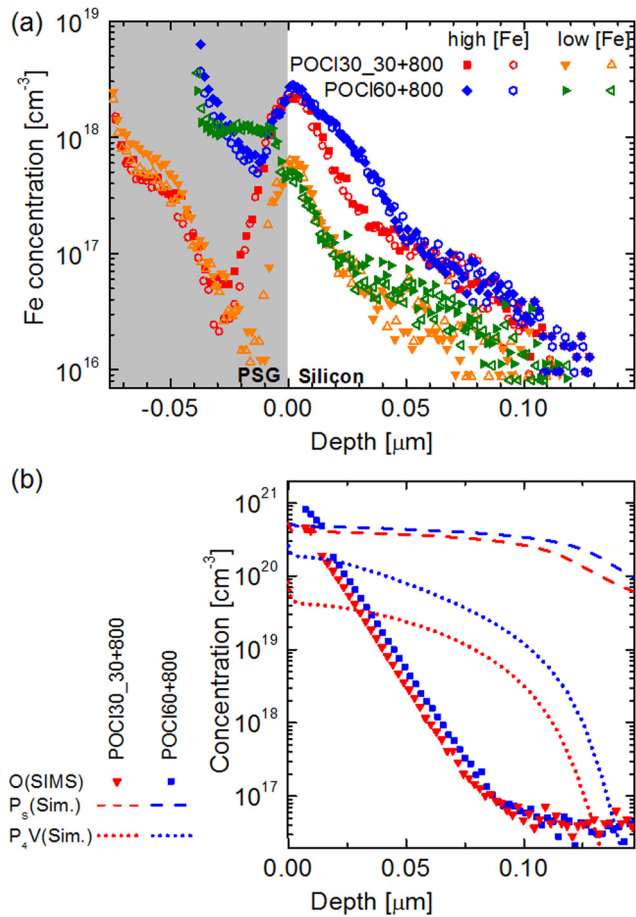 (a)
10^19
10^18
10^17
10^16
Fe concentration [cm^-3]
high [Fe] low [Fe]
POCl30_30+800
POCl60+800
PSG Silicon
-0.05 0.00 0.05 0.10
Depth [μm]
(b)
10^21
10^20
10^19
10^18
10^17
Concentration [cm^-3]
POCl30_30+800
POCl60+800
O(SIMS)
P_S(Sim.)
P_4V(Sim.)
0.00 0.05 0.10
Depth [μm]